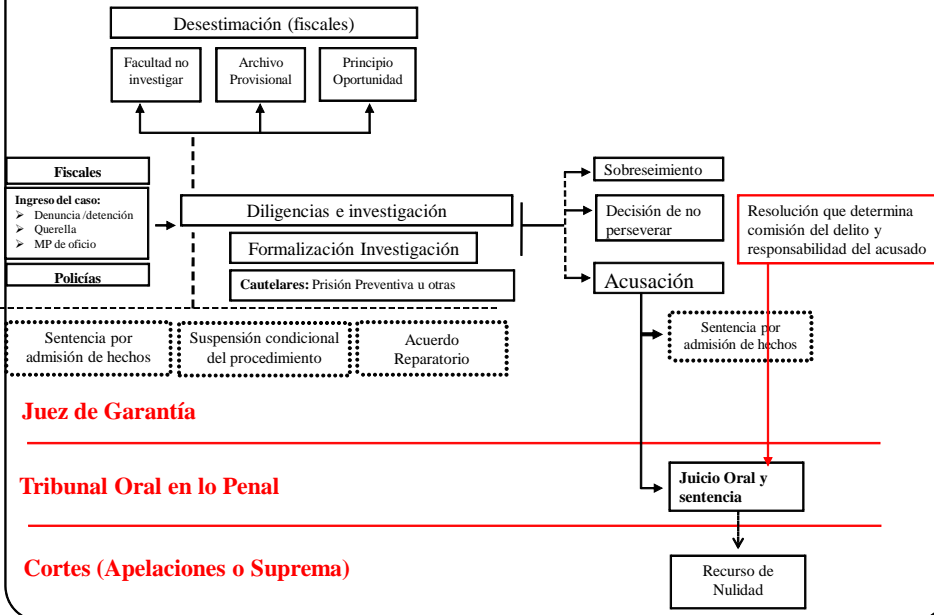 Desestimación (fiscales)
Facultad no
investigar
Archivo
Provisional
Principio
Oportunidad
Fiscales
Ingreso del caso:
➢ Denuncia /detención
➢ Querella
➢ MP de oficio
Policías
Diligencias e investigación
Formalización Investigación
Cautelares: Prisión Preventiva u otras
Sobreseimiento
Decisión de no
perseverar
Acusación
Resolución que determina
comisión del delito y
responsabilidad del acusado
Sentencia por
admisión de hechos
Suspensión condicional
del procedimiento
Acuerdo
Reparatorio
Sentencia por
admisión de hechos
Juez de Garantía
Tribunal Oral en lo Penal
Juicio Oral y
sentencia
Cortes (Apelaciones o Suprema)
Recurso de
Nulidad